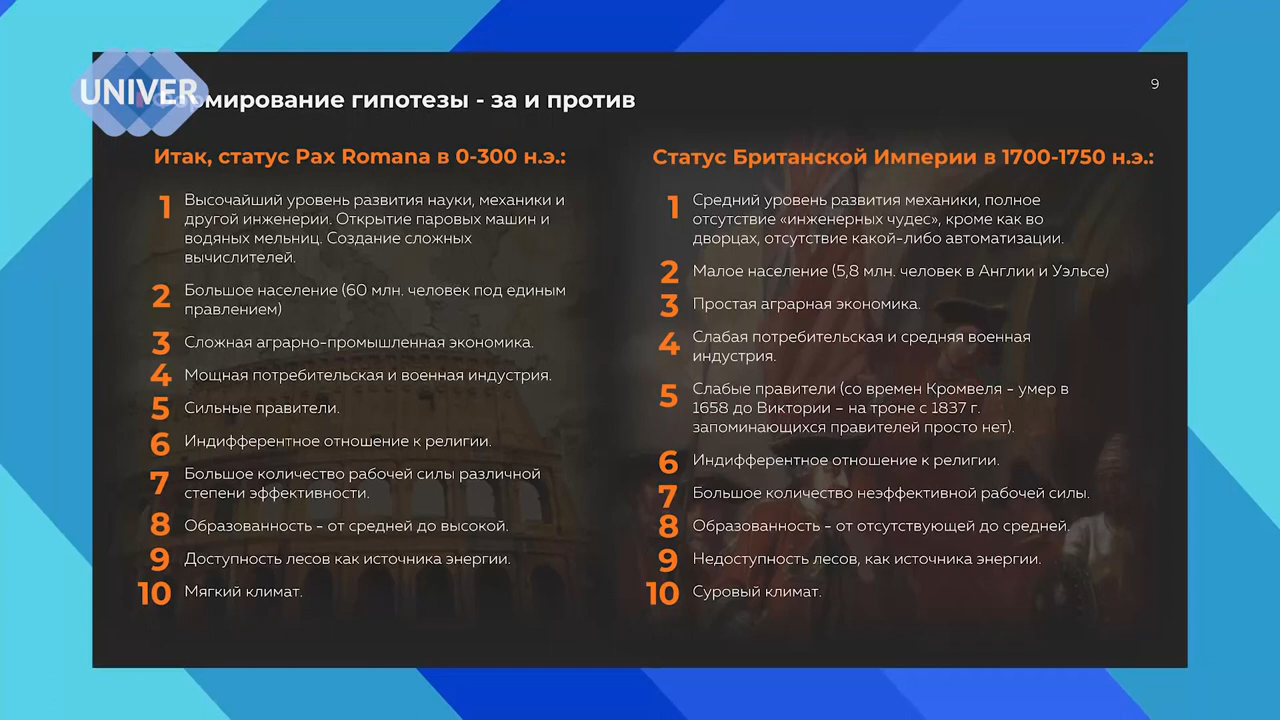 UNIVER
Формирование гипотезы - за и против
9
Итак, статус Pax Romana в 0-300 н.э.:
1 Высочайший уровень развития науки, механики и
другой инженерии. Открытие паровых машин и
водяных мельниц. Создание сложных
вычислителей.
2 Большое население (60 млн. человек под единым
правлением)
3 Сложная аграрно-промышленная экономика.
4 Мощная потребительская и военная индустрия.
5 Сильные правители.
6 Индифферентное отношение к религии.
7 Большое количество рабочей силы различной
степени эффективности.
8 Образованность - от средней до высокой.
9 Доступность лесов как источника энергии.
10 Мягкий климат.
Статус Британской Империи в 1700-1750 н.э.:
1 Средний уровень развития механики, полное
отсутствие «инженерных чудес», кроме как во
дворцах, отсутствие какой-либо автоматизации.
2 Малое население (5,8 млн. человек в Англии и Уэльсе)
3 Простая аграрная экономика.
4 Слабая потребительская и средняя военная
индустрия.
5 Слабые правители (со времен Кромвеля - умер в
1658 до Виктории – на троне с 1837 г.
запоминающихся правителей просто нет).
6 Индифферентное отношение к религии.
7 Большое количество неэффективной рабочей силы.
8 Образованность - от отсутствующей до средней.
9 Недоступность лесов, как источника энергии.
10 Суровый климат.